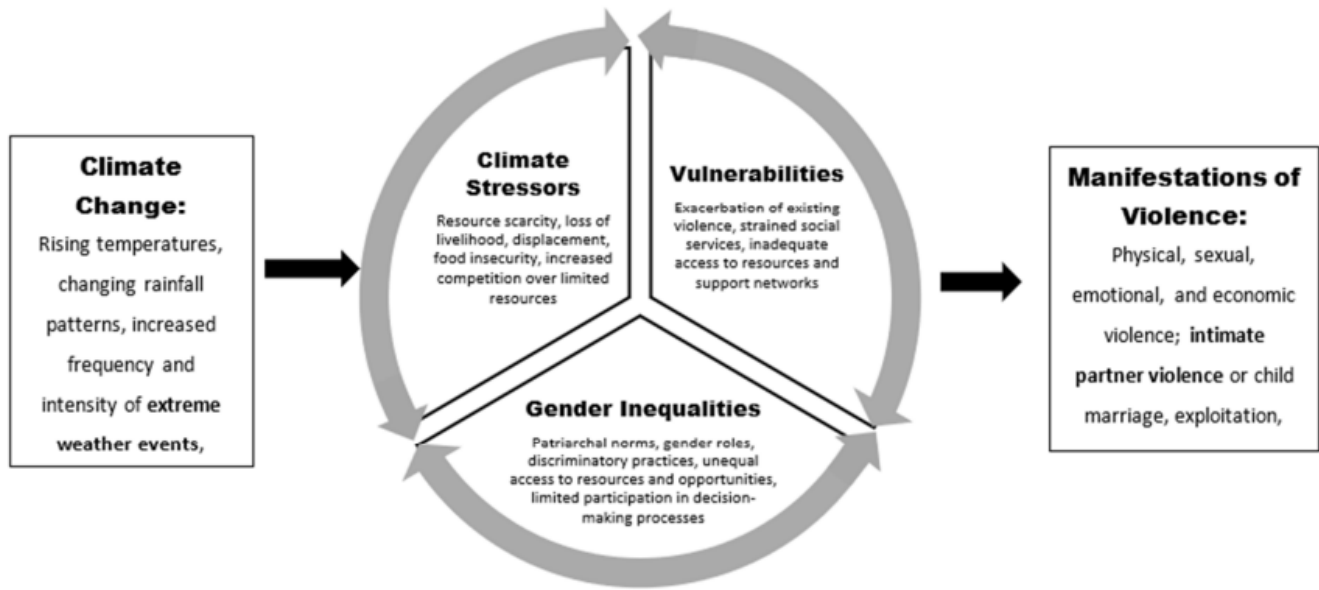 Climate
Change:
Rising temperatures,
changing rainfall
patterns, increased
frequency and
intensity of extreme
weather events,
Climate
Stressors
Resource scarcity, loss of
livelihood, displacement,
food insecurity, increased
competition over limited
resources
Vulnerabilities
Exacerbation of existing
violence, strained social
services, inadequate
access to resources and
support networks
Gender Inequalities
Patriarchal norms, gender roles,
discriminatory practices, unequal
access to resources and opportunities,
limited participation in decision-
making processes
Manifestations of
Violence:
Physical, sexual,
emotional, and economic
violence; intimate
partner violence or child
marriage, exploitation,